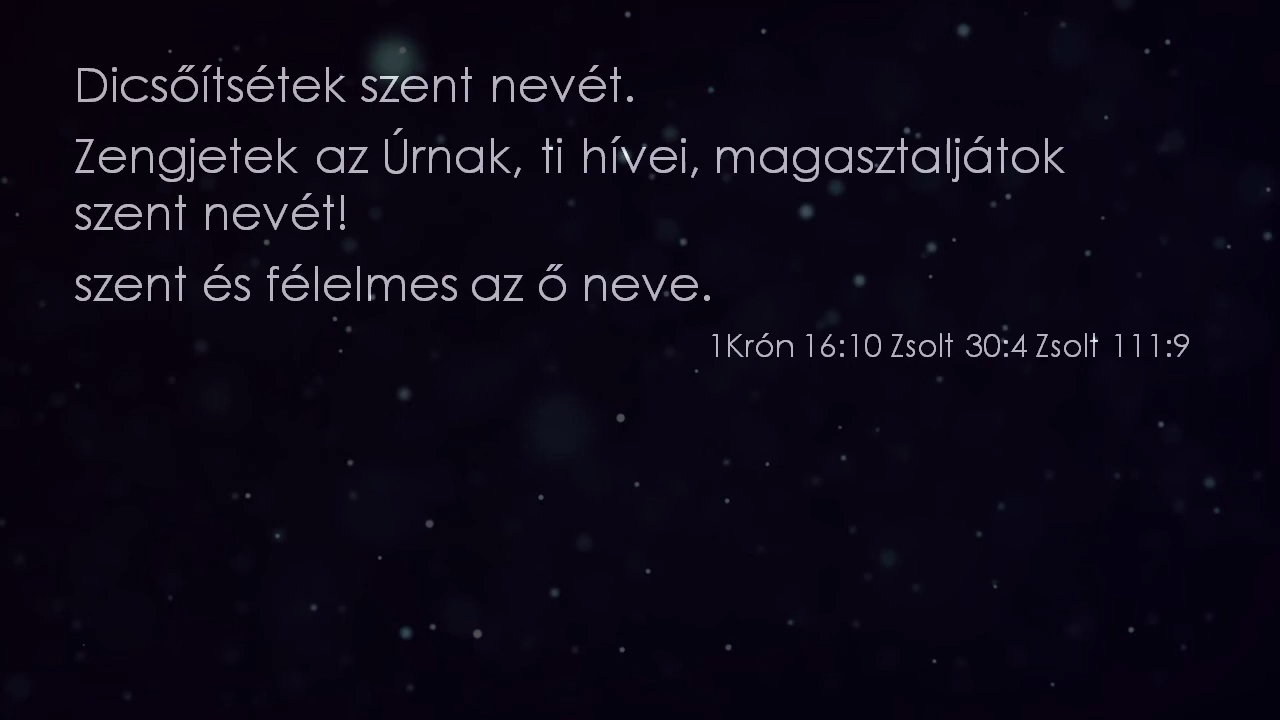 Dicsőítsétek szent nevét.
Zengjetek az Úrnak, ti hívei, magasztaljátok
szent nevét!
szent és félelmes az ő neve.
1Krón 16:10 Zsolt 30:4 Zsolt 111:9